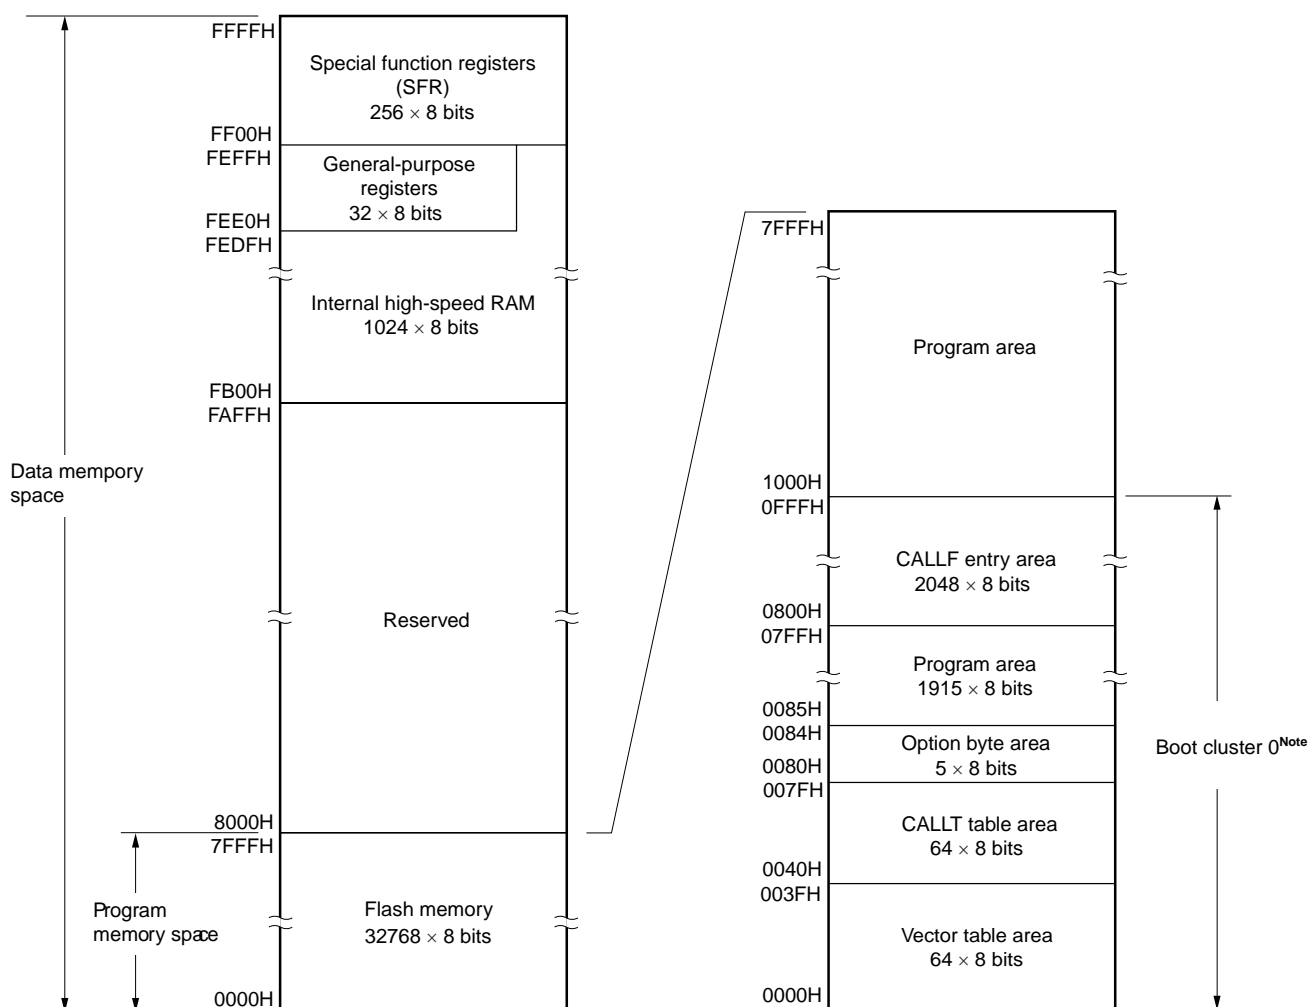 FFFFH
Special function registers
(SFR)
256 × 8 bits
FF00H
FEFFH
General-purpose
registers
32 × 8 bits
FEE0H
FEDFH
Internal high-speed RAM
1024 × 8 bits
FB00H
FAFFH
Data mempory
space
Reserved
8000H
7FFFH
Program
memory space
Flash memory
32768 × 8 bits
0000H
7FFFH
Program area
1000H
0FFFH
CALLF entry area
2048 × 8 bits
0800H
07FFH
Program area
1915 × 8 bits
0085H
0084H
Option byte area
5 × 8 bits
0080H
007FH
CALLT table area
64 × 8 bits
0040H
003FH
Vector table area
64 × 8 bits
0000H
Boot cluster 0Note